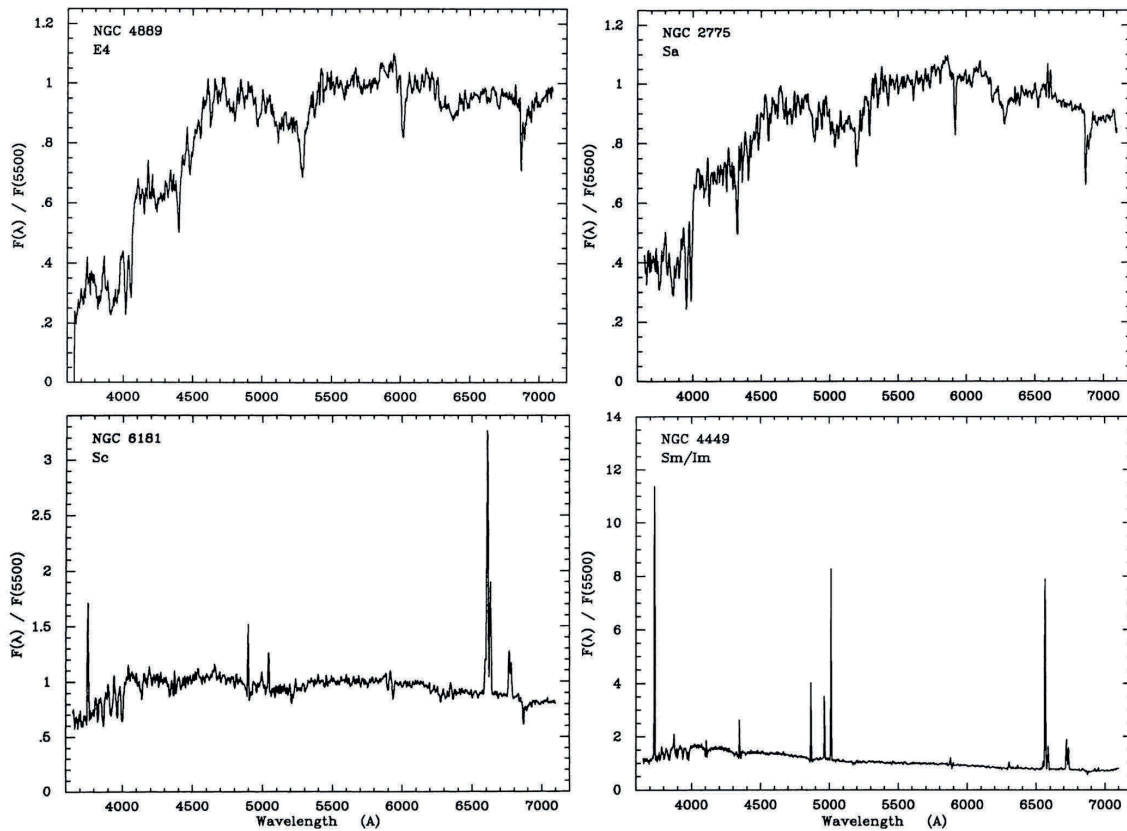 NGC 4889
E4
F(λ) / F(5500)
1.2
1
.8
.6
.4
.2
0
4000 4500 5000 5500 6000 6500 7000
NGC 2775
Sa
F(λ) / F(5500)
1.2
1
.8
.6
.4
.2
0
4000 4500 5000 5500 6000 6500 7000
NGC 6181
Sc
F(λ) / F(5500)
3
2.5
2
1.5
1
.5
0
4000 4500 5000 5500 6000 6500 7000
Wavelength (A)
NGC 4449
Sm/Im
F(λ) / F(5500)
14
12
10
8
6
4
2
0
4000 4500 5000 5500 6000 6500 7000
Wavelength (A)